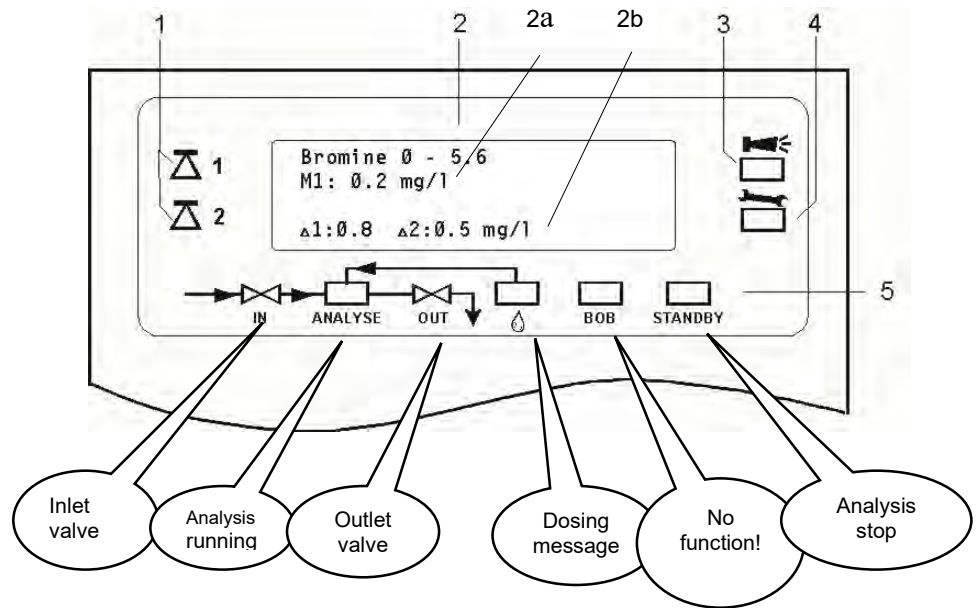 1 2 2a 2b 3 4
Bromine Ø - 5.6
M1: Ø.2 mg/l
▵1:Ø.8 ▵2:Ø.5 mg/l
1
2
5
IN ANALYSE OUT BOB STANDBY
Inlet
valve
Analysis
running
Outlet
valve
Dosing
message
No
function!
Analysis
stop